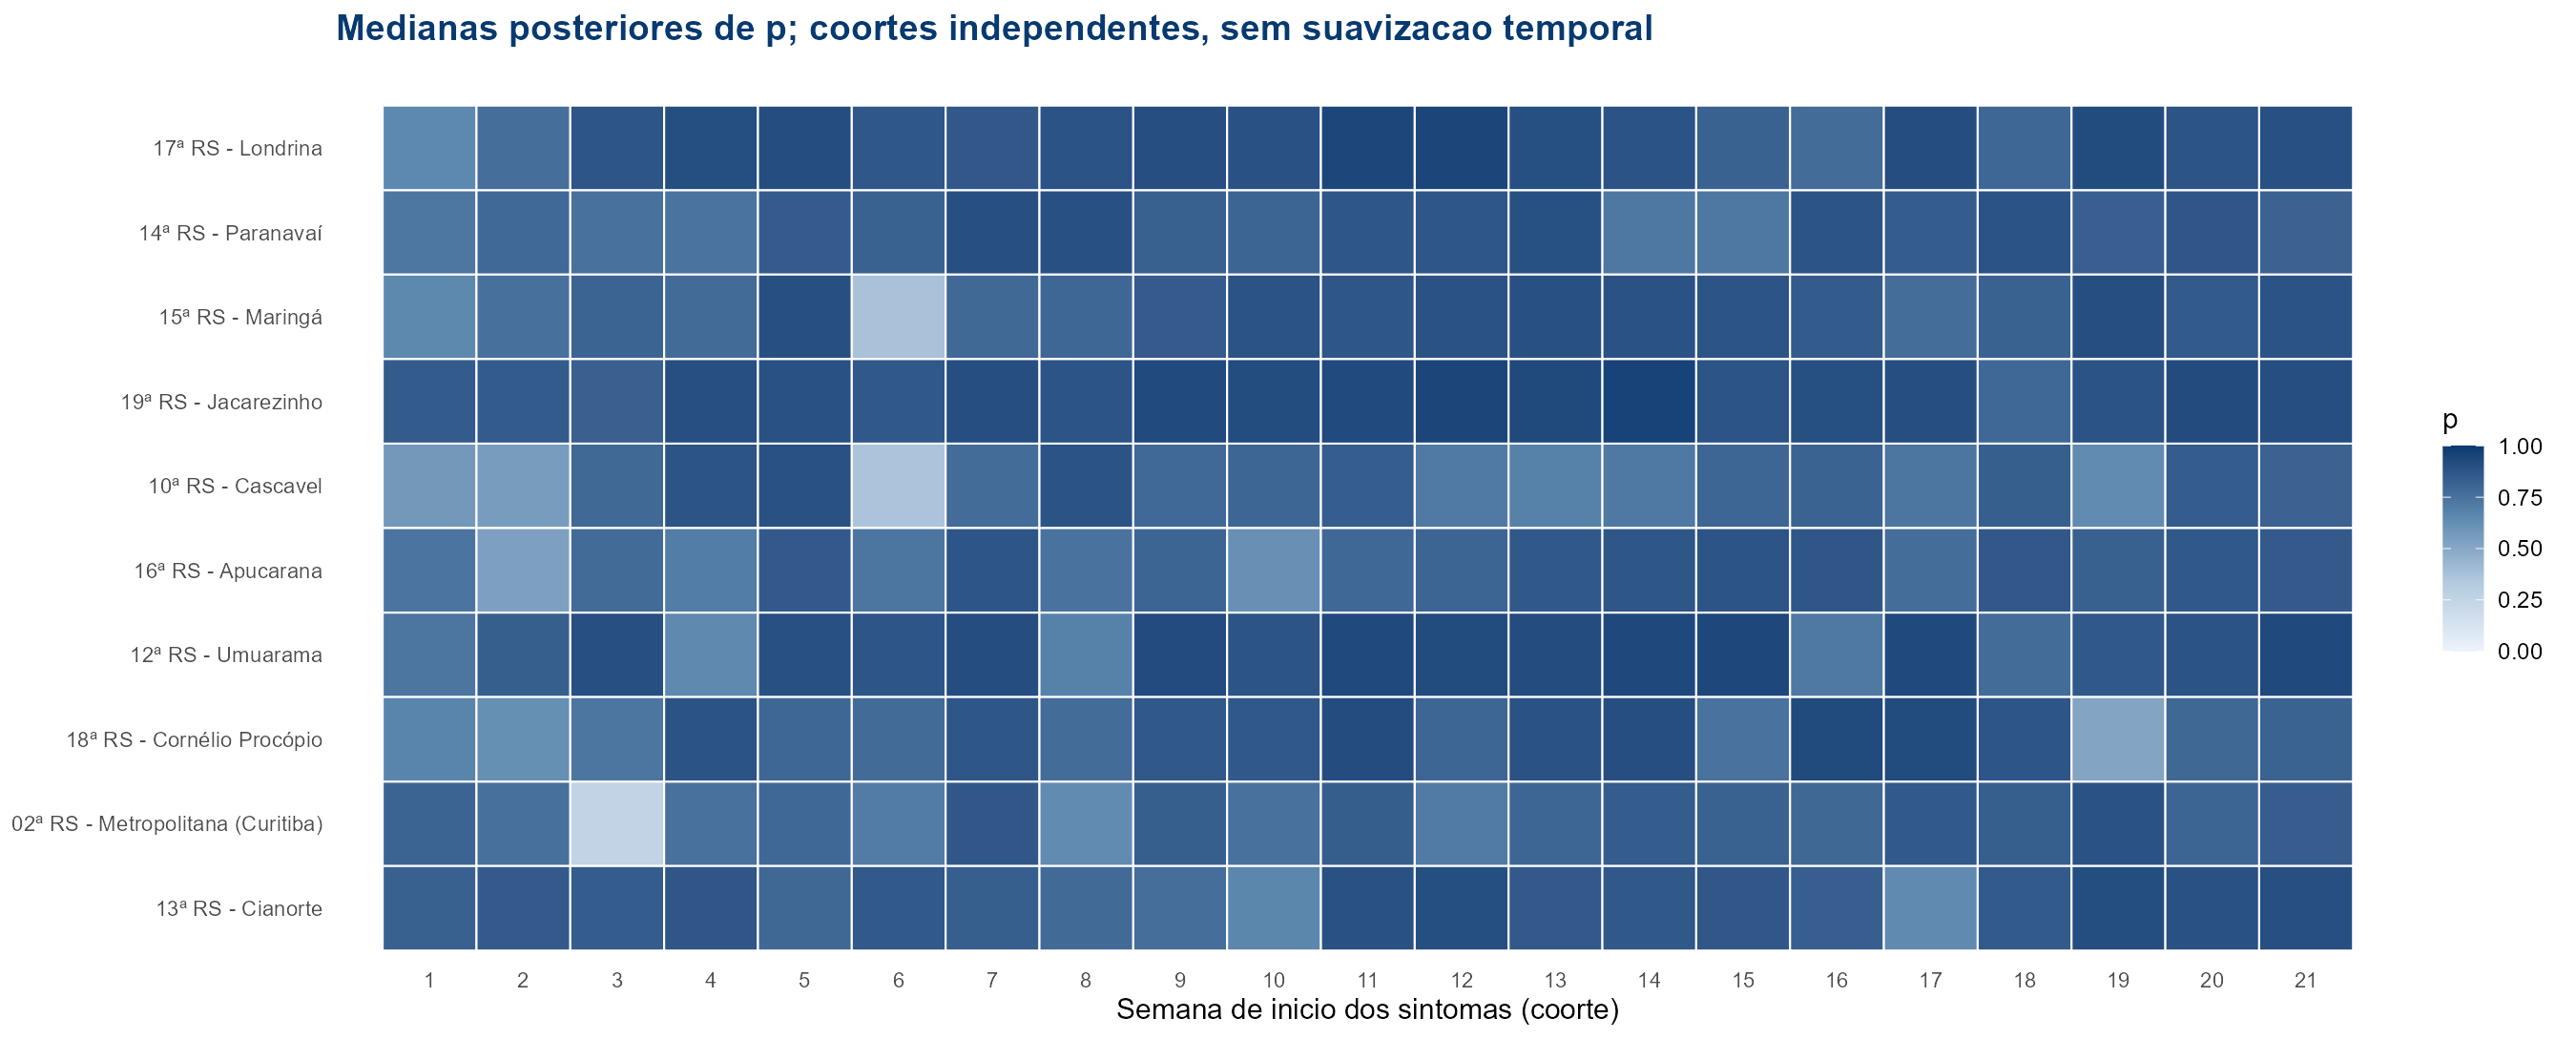 Medianas posteriores de p; coortes independentes, sem suavizacao temporal
17ª RS - Londrina
14ª RS - Paranavaí
15ª RS - Maringá
19ª RS - Jacarezinho
10ª RS - Cascavel
16ª RS - Apucarana
12ª RS - Umuarama
18ª RS - Cornélio Procópio
02ª RS - Metropolitana (Curitiba)
13ª RS - Cianorte
1 2 3 4 5 6 7 8 9 10 11 12 13 14 15 16 17 18 19 20 21
Semana de inicio dos sintomas (coorte)
p
1.00
0.75
0.50
0.25
0.00